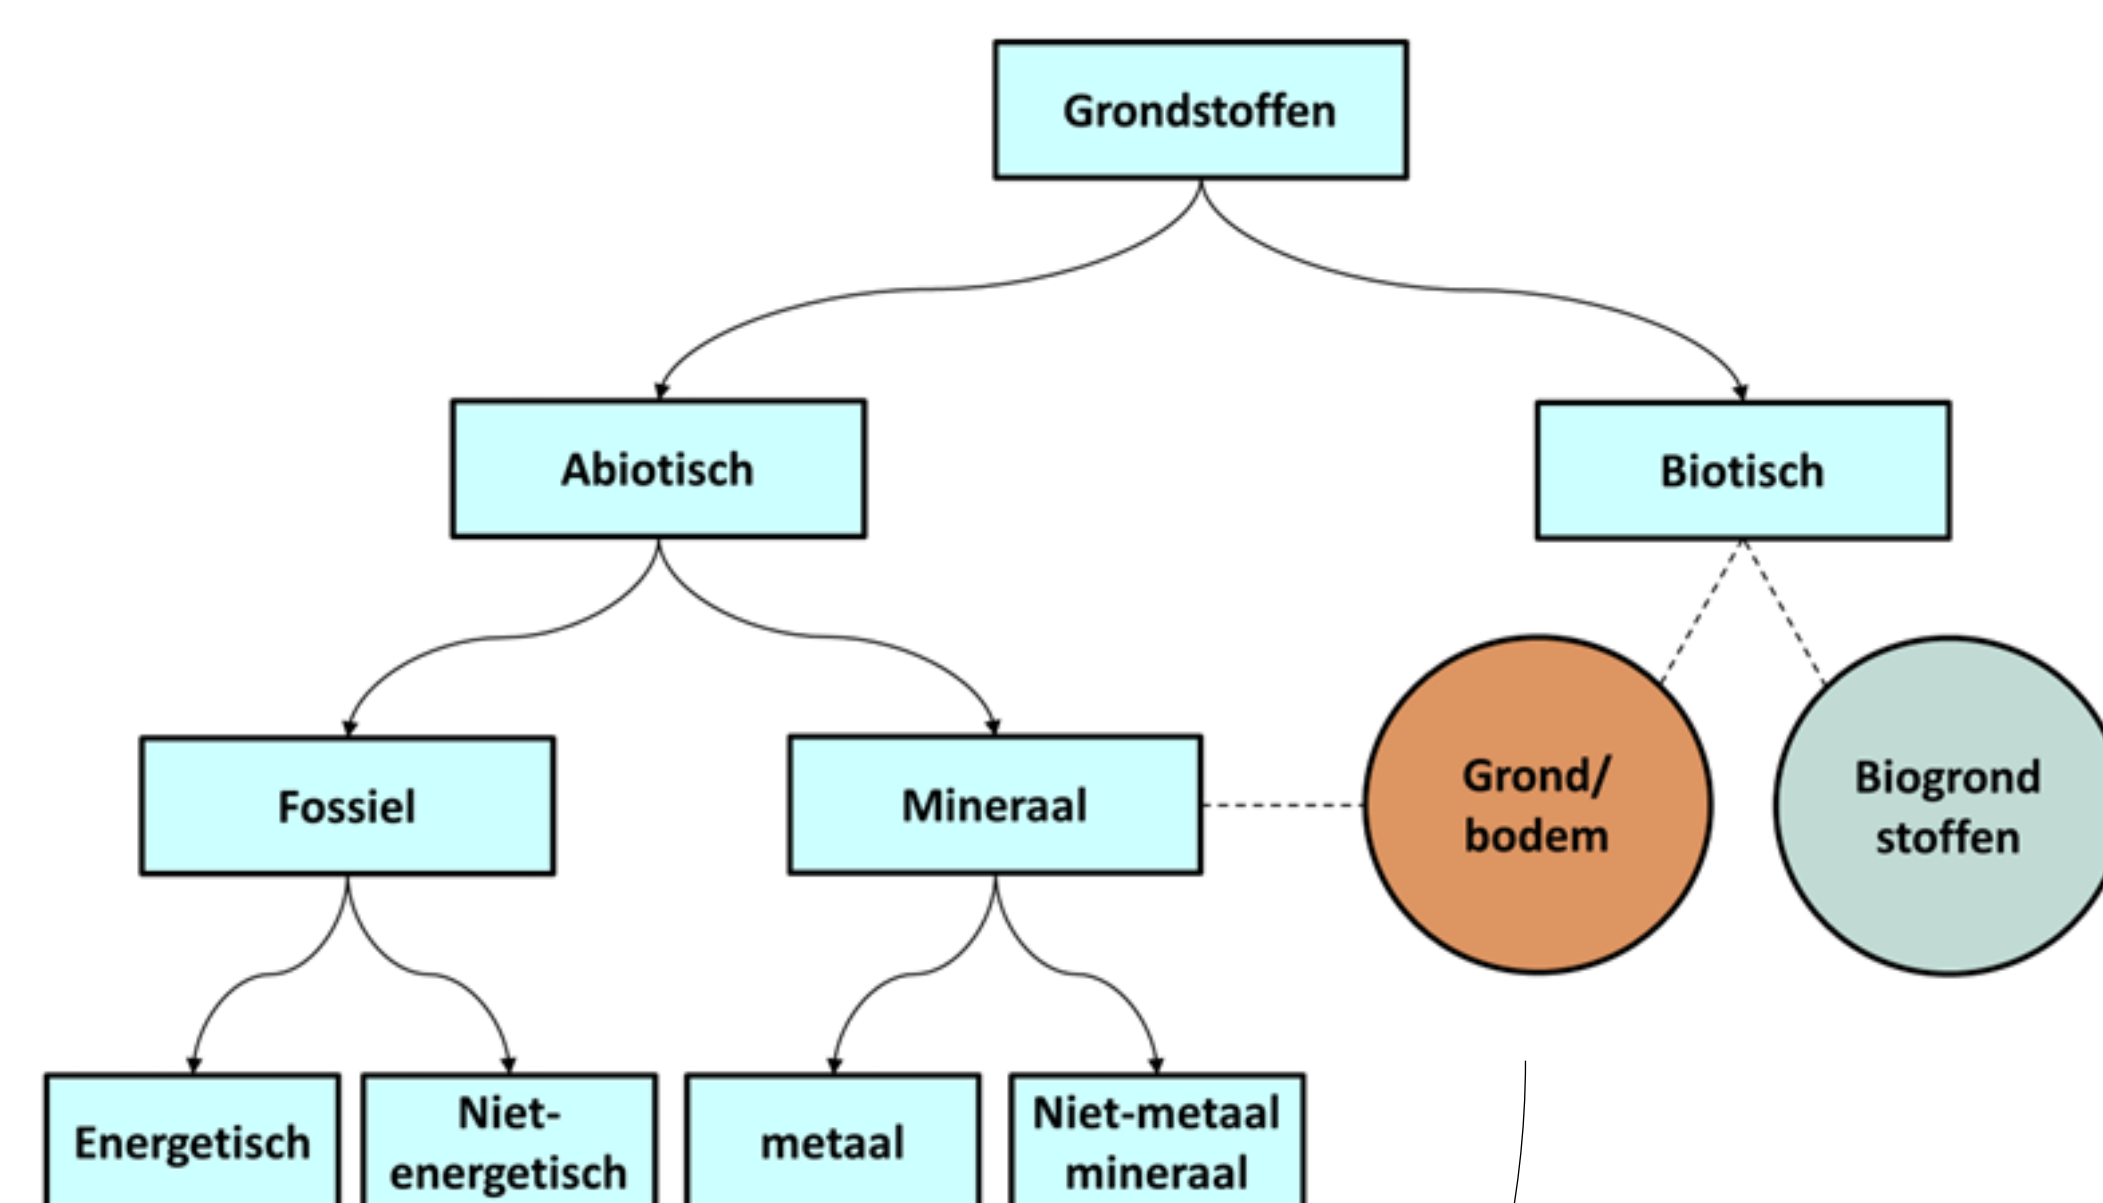 Grondstoffen
Abiotisch
Biotisch
Fossiel
Mineraal
Grond/
bodem
Biogrond
stoffen
Energetisch
Niet-
energetisch
metaal
Niet-metaal
mineraal